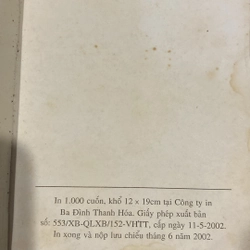 In 1.000 cuốn, khổ 12 × 19cm tại Công ty in
Ba Đình Thanh Hóa. Giấy phép xuất bản
số: 553/XB-QLXB/152-VHTT, cấp ngày 11-5-2002.
In xong và nộp lưu chiểu tháng 6 năm 2002.